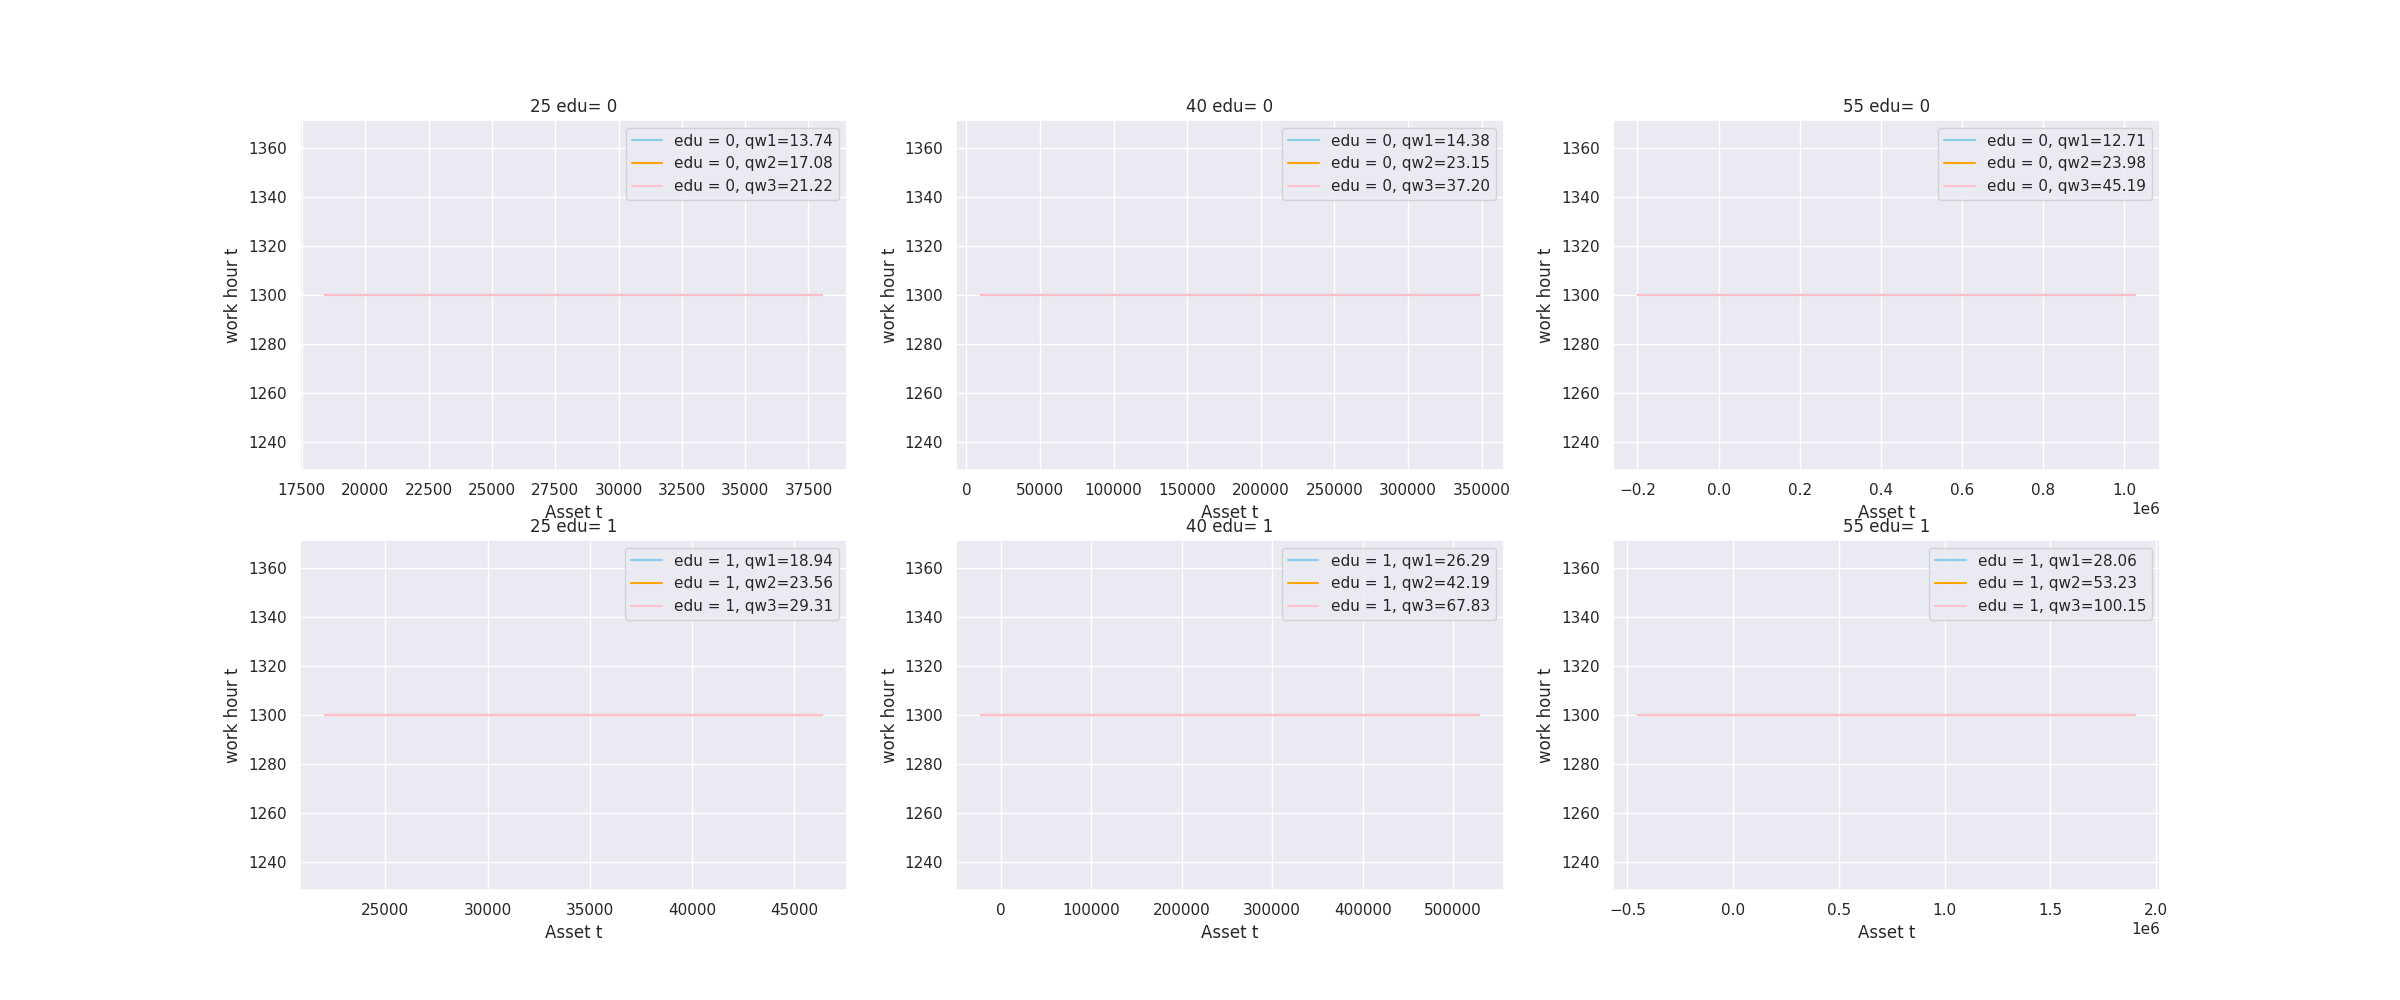 25 edu= 0
edu = 0, qw1=13.74
edu = 0, qw2=17.08
edu = 0, qw3=21.22
1360
1340
1320
1300
1280
1260
1240
work hour t
17500 20000 22500 25000 27500 30000 32500 35000 37500
Asset t
40 edu= 0
edu = 0, qw1=14.38
edu = 0, qw2=23.15
edu = 0, qw3=37.20
1360
1340
1320
1300
1280
1260
1240
work hour t
0 50000 100000 150000 200000 250000 300000 350000
Asset t
55 edu= 0
edu = 0, qw1=12.71
edu = 0, qw2=23.98
edu = 0, qw3=45.19
1360
1340
1320
1300
1280
1260
1240
work hour t
−0.2 0.0 0.2 0.4 0.6 0.8 1.0
1e6
Asset t
25 edu= 1
edu = 1, qw1=18.94
edu = 1, qw2=23.56
edu = 1, qw3=29.31
1360
1340
1320
1300
1280
1260
1240
work hour t
25000 30000 35000 40000 45000
Asset t
40 edu= 1
edu = 1, qw1=26.29
edu = 1, qw2=42.19
edu = 1, qw3=67.83
1360
1340
1320
1300
1280
1260
1240
work hour t
0 100000 200000 300000 400000 500000
Asset t
55 edu= 1
edu = 1, qw1=28.06
edu = 1, qw2=53.23
edu = 1, qw3=100.15
1360
1340
1320
1300
1280
1260
1240
work hour t
−0.5 0.0 0.5 1.0 1.5 2.0
1e6
Asset t